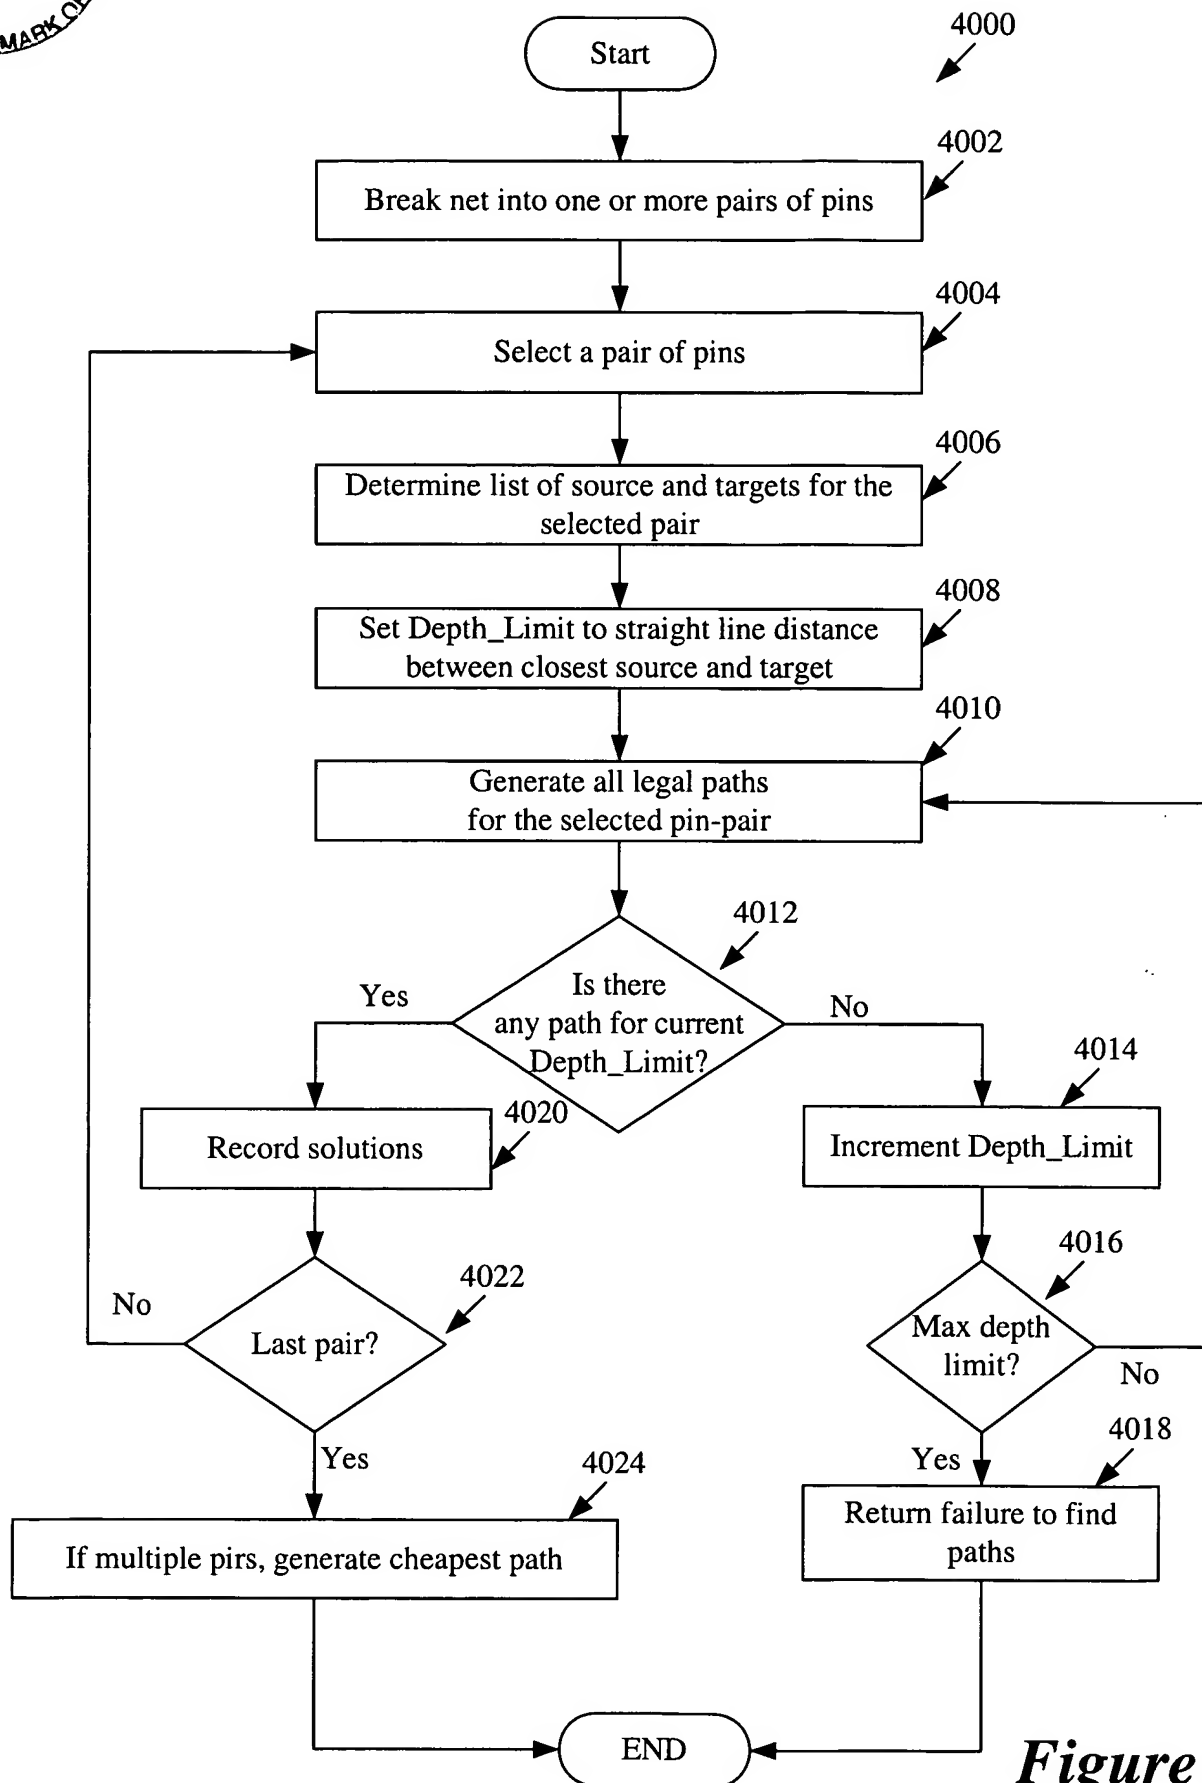 MARK OF
Start
4000
4002
Break net into one or more pairs of pins
4004
Select a pair of pins
4006
Determine list of source and targets for the
selected pair
4008
Set Depth_Limit to straight line distance
between closest source and target
4010
Generate all legal paths
for the selected pin-pair
4012
Is there
any path for current
Depth_Limit?
Yes
No
4014
4020
Record solutions
Increment Depth_Limit
4016
4022
No
Last pair?
Max depth
limit?
No
4018
Yes
Yes
4024
Return failure to find
paths
If multiple pirs, generate cheapest path
END
Figure